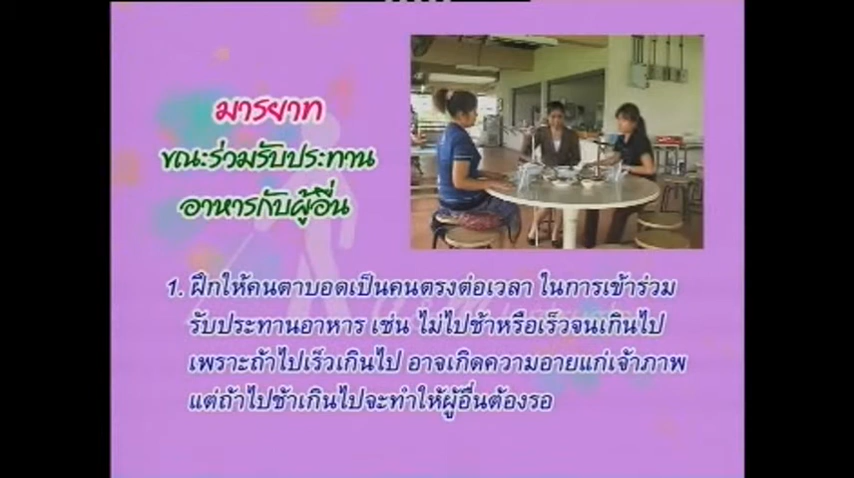 มารยาท
ขณะร่วมรับประทาน
อาหารกับผู้อื่น
1. ฝึกให้คนตาบอดเป็นคนตรงต่อเวลา ในการเข้าร่วม
รับประทานอาหาร เช่น ไม่ไปช้าหรือเร็วจนเกินไป
เพราะถ้าไปเร็วเกินไป อาจเกิดความอายแก่เจ้าภาพ
แต่ถ้าไปช้าเกินไปจะทำให้ผู้อื่นต้องรอ